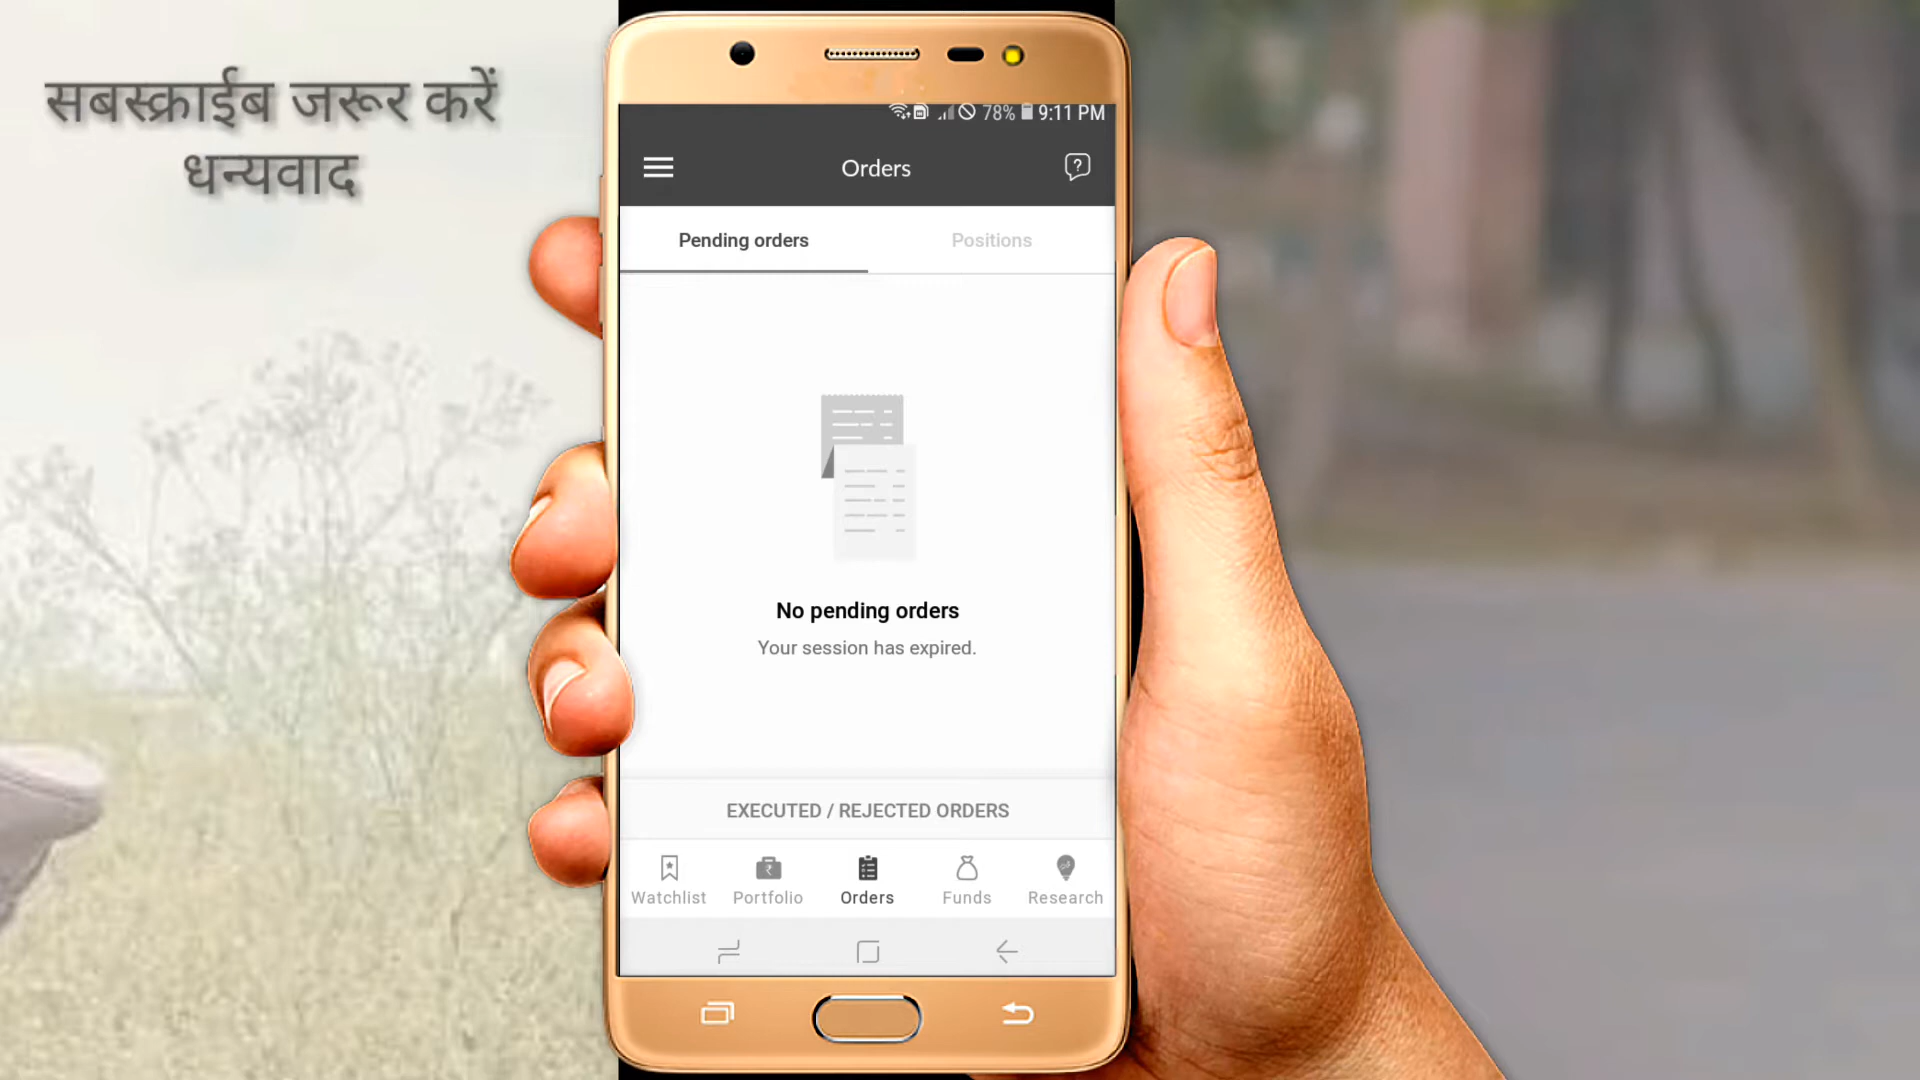 सबस्क्राईब जरूर करें
धन्यवाद
78% 9:11 PM
Orders
Pending orders
Positions
No pending orders
Your session has expired.
EXECUTED / REJECTED ORDERS
Watchlist
Portfolio
Orders
Funds
Research